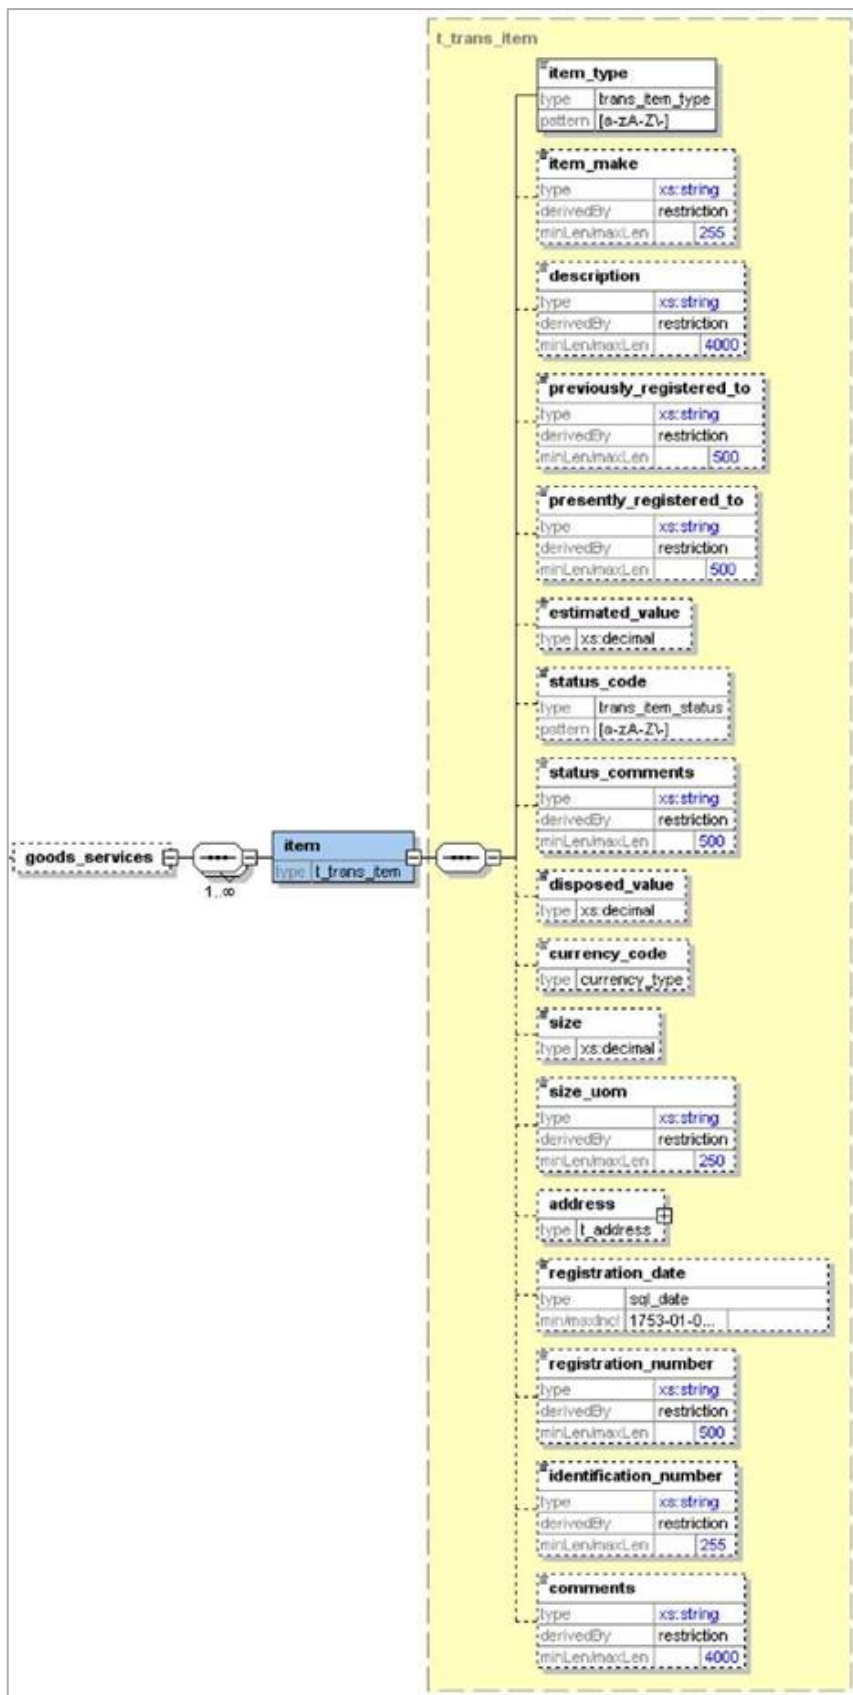 t_trans_item
item_type
type trans_item_type
pattern [a-zA-Z\-]
item_make
type xs:string
derivedBy restriction
minLen/maxLen 255
description
type xs:string
derivedBy restriction
minLen/maxLen 4000
previously_registered_to
type xs:string
derivedBy restriction
minLen/maxLen 500
presently_registered_to
type xs:string
derivedBy restriction
minLen/maxLen 500
estimated_value
type xs:decimal
status_code
type trans_item_status
pattern [a-zA-Z\-]
status_comments
type xs:string
derivedBy restriction
minLen/maxLen 500
goods_services
1..∞
item
type t_trans_item
disposed_value
type xs:decimal
currency_code
type currency_type
size
type xs:decimal
size_uom
type xs:string
derivedBy restriction
minLen/maxLen 250
address
type t_address
registration_date
type sql_date
min/maxIncl 1753-01-0...
registration_number
type xs:string
derivedBy restriction
minLen/maxLen 500
identification_number
type xs:string
derivedBy restriction
minLen/maxLen 255
comments
type xs:string
derivedBy restriction
minLen/maxLen 4000